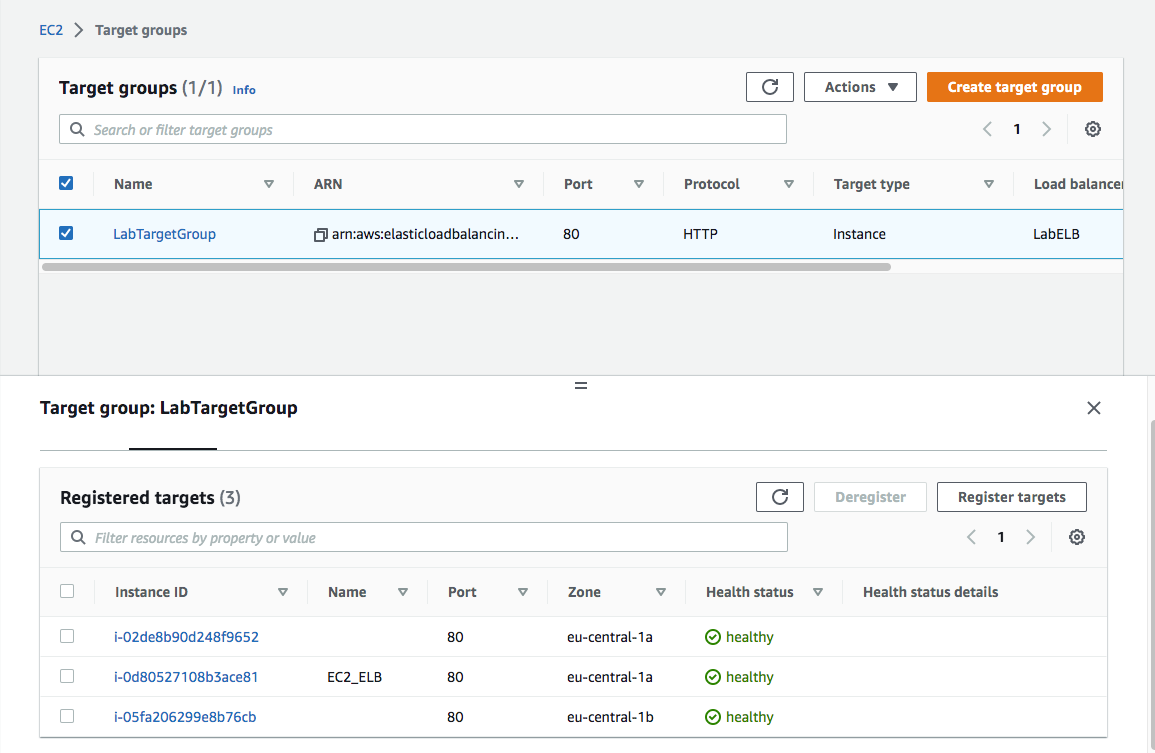 EC2 > Target groups
Target groups (1/1) Info
Actions
Create target group
Search or filter target groups
1
Name ARN Port Protocol Target type Load balancer
LabTargetGroup arn:aws:elasticloadbalancin... 80 HTTP Instance LabELB
Target group: LabTargetGroup
Registered targets (3)
Deregister
Register targets
Filter resources by property or value
1
Instance ID Name Port Zone Health status Health status details
i-02de8b90d248f9652 80 eu-central-1a healthy
i-0d80527108b3ace81 EC2_ELB 80 eu-central-1a healthy
i-05fa206299e8b76cb 80 eu-central-1b healthy